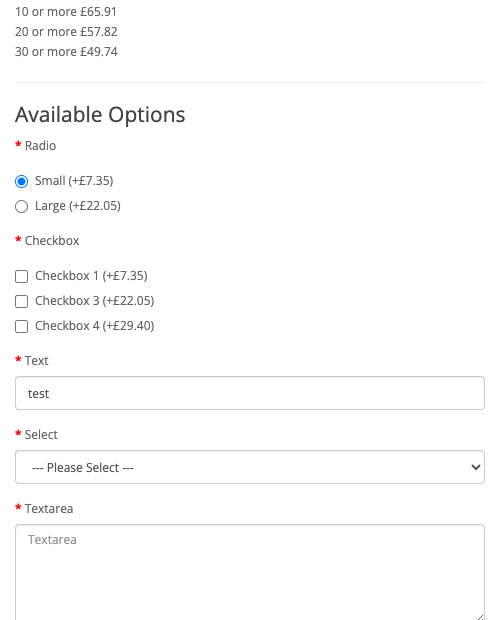 10 or more £65.91
20 or more £57.82
30 or more £49.74
Available Options
* Radio
Small (+£7.35)
Large (+£22.05)
* Checkbox
Checkbox 1 (+£7.35)
Checkbox 3 (+£22.05)
Checkbox 4 (+£29.40)
* Text
test
* Select
--- Please Select ---
* Textarea
Textarea